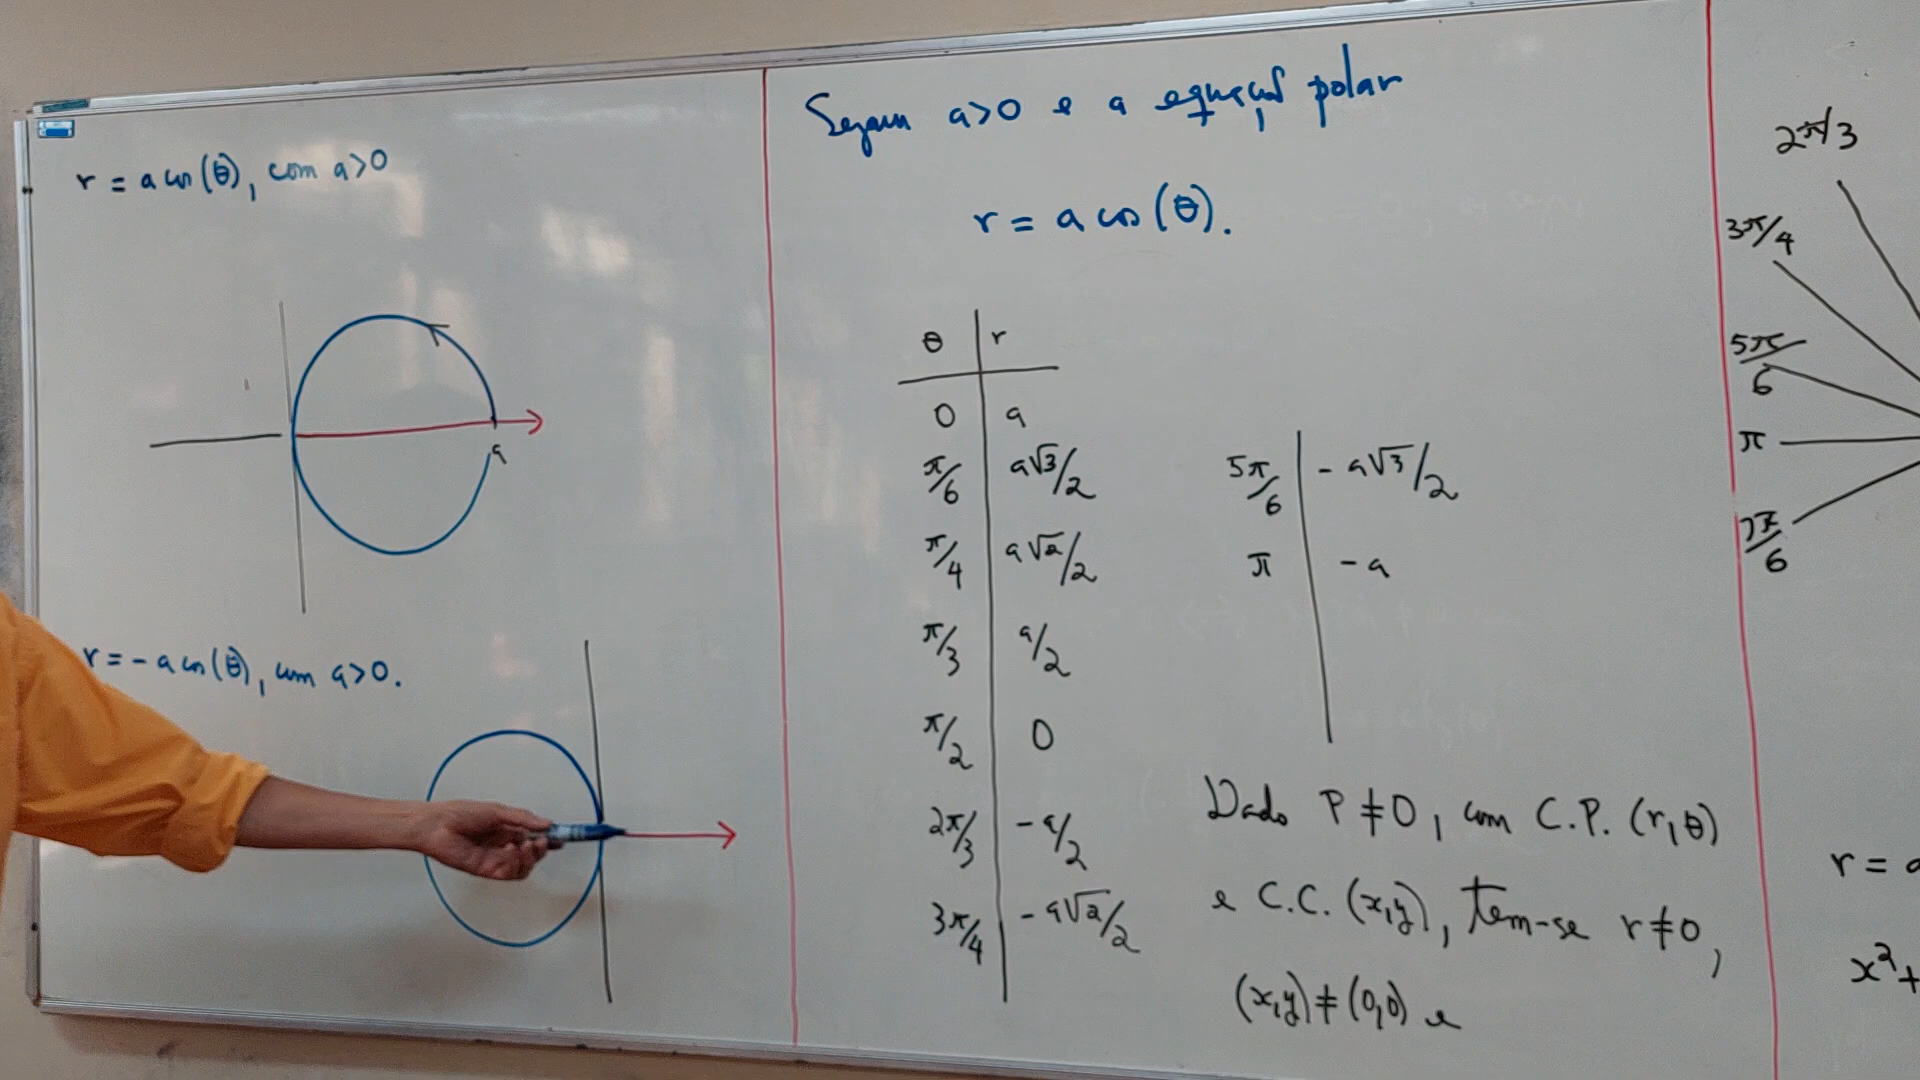 r = a cos(θ), com a>0
a
r = - a cos(θ), com a>0.
Sejam a>0 e a equação polar
r = a cos(θ).
θ r
0 a
π/6 a√3/2
π/4 a√2/2
π/3 a/2
π/2 0
2π/3 - a/2
3π/4 - a√2/2
5π/6 - a√3/2
π - a
Dado P ≠ 0, com C.P. (r,θ)
e C.C. (x,y), tem-se r ≠ 0,
(x,y) ≠ (0,0) e
2π/3
3π/4
5π/6
π
7π/6
r = a
x²+